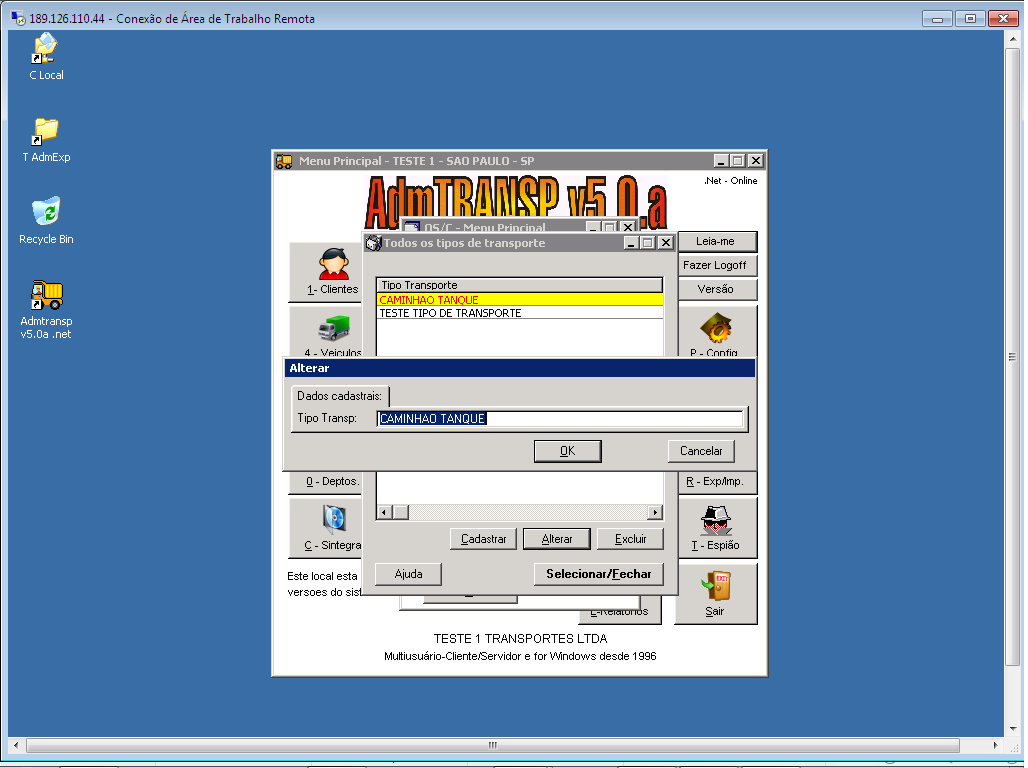 189.126.110.44 - Conexão de Área de Trabalho Remota
C Local
T AdmExp
Recycle Bin
Admtransp
v5.0a .net
Menu Principal - TESTE 1 - SAO PAULO - SP
AdmTRANSP v5.0.a
.Net - Online
OS/C - Menu Principal
Todos os tipos de transporte
Leia-me
Fazer Logoff
Versão
1- Clientes
Tipo Transporte
CAMINHAO TANQUE
TESTE TIPO DE TRANSPORTE
4 - Veiculos
P - Config.
Alterar
Dados cadastrais:
Tipo Transp:
CAMINHAO TANQUE
OK
Cancelar
0 - Deptos.
R - Exp/Imp.
C - Sintegra
T - Espião
Cadastrar
Alterar
Excluir
Ajuda
Selecionar/Fechar
Este local esta
versoes do sis
EXIT
E-Relatorios
Sair
TESTE 1 TRANSPORTES LTDA
Multiusuário-Cliente/Servidor e for Windows desde 1996